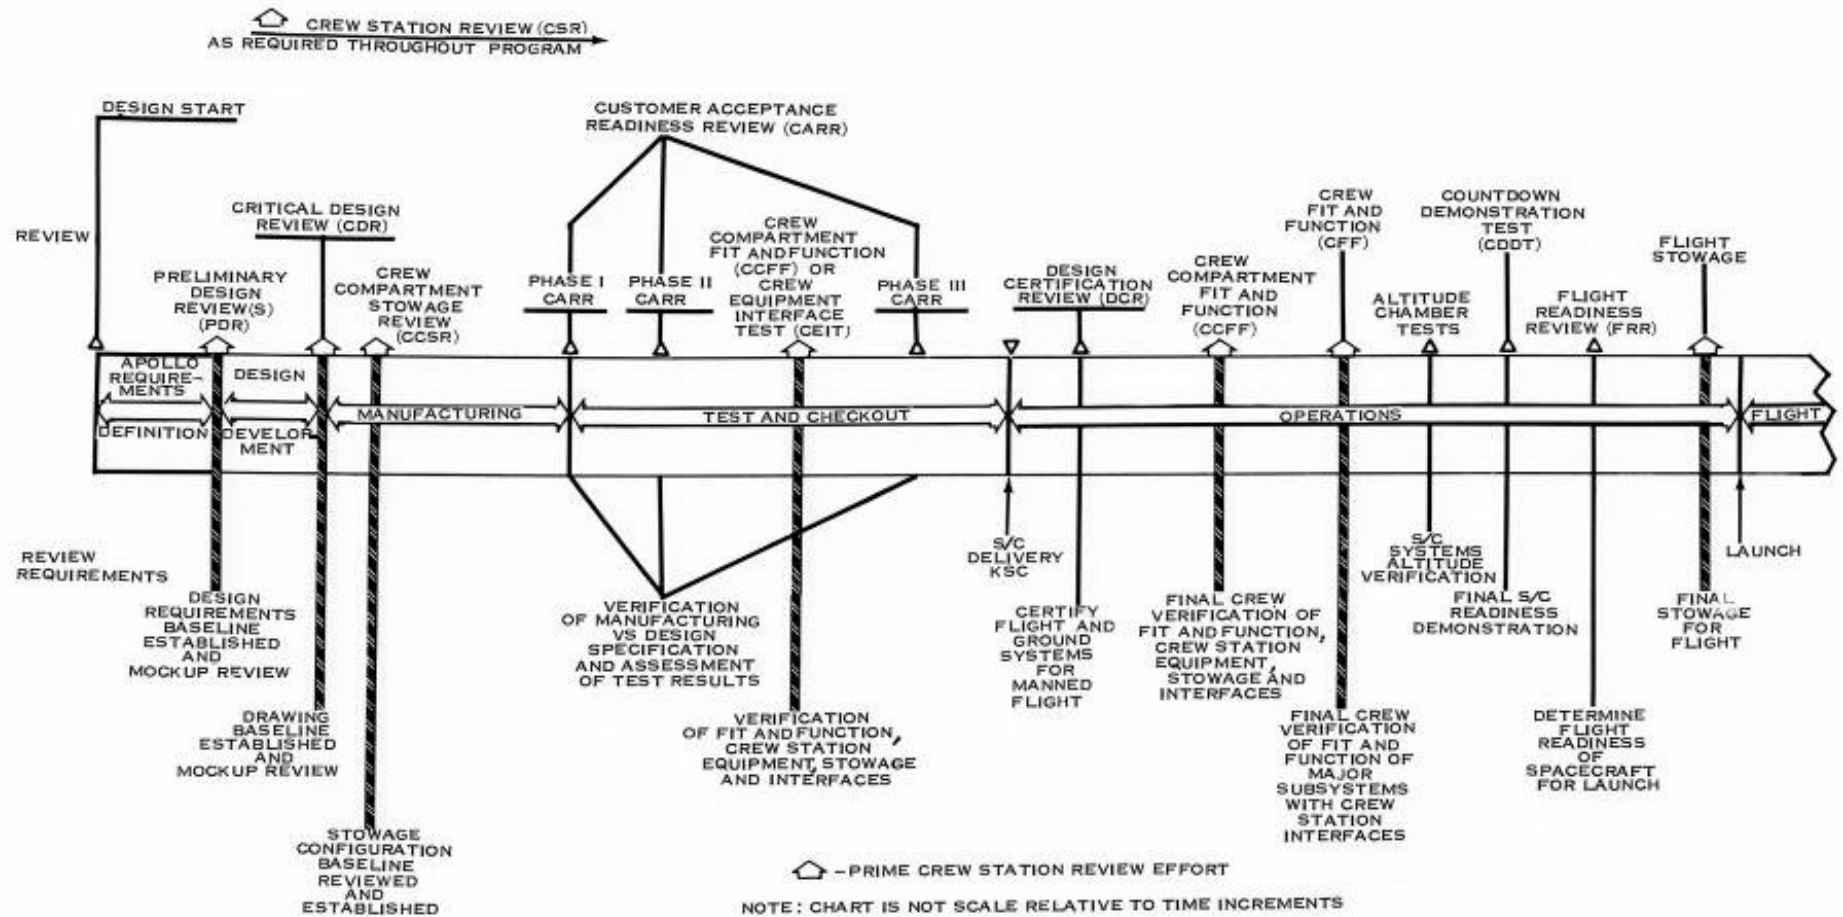 CREW STATION REVIEW (CSR)
AS REQUIRED THROUGHOUT PROGRAM
DESIGN START
CUSTOMER ACCEPTANCE
READINESS REVIEW (CARR)
REVIEW
PRELIMINARY
DESIGN
REVIEW(S)
(PDR)
CRITICAL DESIGN
REVIEW (CDR)
CREW
COMPARTMENT
STOWAGE
REVIEW
(CCSR)
PHASE I
CARR
PHASE II
CARR
CREW
COMPARTMENT
FIT AND FUNCTION
(CCFF) OR
CREW
EQUIPMENT
INTERFACE
TEST (CEIT)
PHASE III
CARR
DESIGN
CERTIFICATION
REVIEW (DCR)
CREW
COMPARTMENT
FIT AND
FUNCTION
(CCFF)
CREW
FIT AND
FUNCTION
(CFF)
ALTITUDE
CHAMBER
TESTS
COUNTDOWN
DEMONSTRATION
TEST
(CDDT)
FLIGHT
READINESS
REVIEW (FRR)
FLIGHT
STOWAGE
APOLLO
REQUIRE-
MENTS
DEFINITION
DESIGN
DEVELOP
MENT
MANUFACTURING
TEST AND CHECKOUT
OPERATIONS
FLIGHT
REVIEW
REQUIREMENTS
DESIGN
REQUIREMENTS
BASELINE
ESTABLISHED
AND
MOCKUP REVIEW
DRAWING
BASELINE
ESTABLISHED
AND
MOCKUP REVIEW
STOWAGE
CONFIGURATION
BASELINE
REVIEWED
AND
ESTABLISHED
VERIFICATION
OF MANUFACTURING
VS DESIGN
SPECIFICATION
AND ASSESSMENT
OF TEST RESULTS
VERIFICATION
OF FIT AND FUNCTION,
CREW STATION
EQUIPMENT, STOWAGE
AND INTERFACES
S/C
DELIVERY
KSC
CERTIFY
FLIGHT AND
GROUND
SYSTEMS
FOR
MANNED
FLIGHT
FINAL CREW
VERIFICATION OF
FIT AND FUNCTION,
CREW STATION
EQUIPMENT,
STOWAGE AND
INTERFACES
FINAL CREW
VERIFICATION
OF FIT AND
FUNCTION OF
MAJOR
SUBSYSTEMS
WITH CREW
STATION
INTERFACES
S/C
SYSTEMS
ALTITUDE
VERIFICATION
FINAL S/C
READINESS
DEMONSTRATION
DETERMINE
FLIGHT
READINESS
OF
SPACECRAFT
FOR LAUNCH
FINAL
STOWAGE
FOR
FLIGHT
LAUNCH
-PRIME CREW STATION REVIEW EFFORT
NOTE: CHART IS NOT SCALE RELATIVE TO TIME INCREMENTS